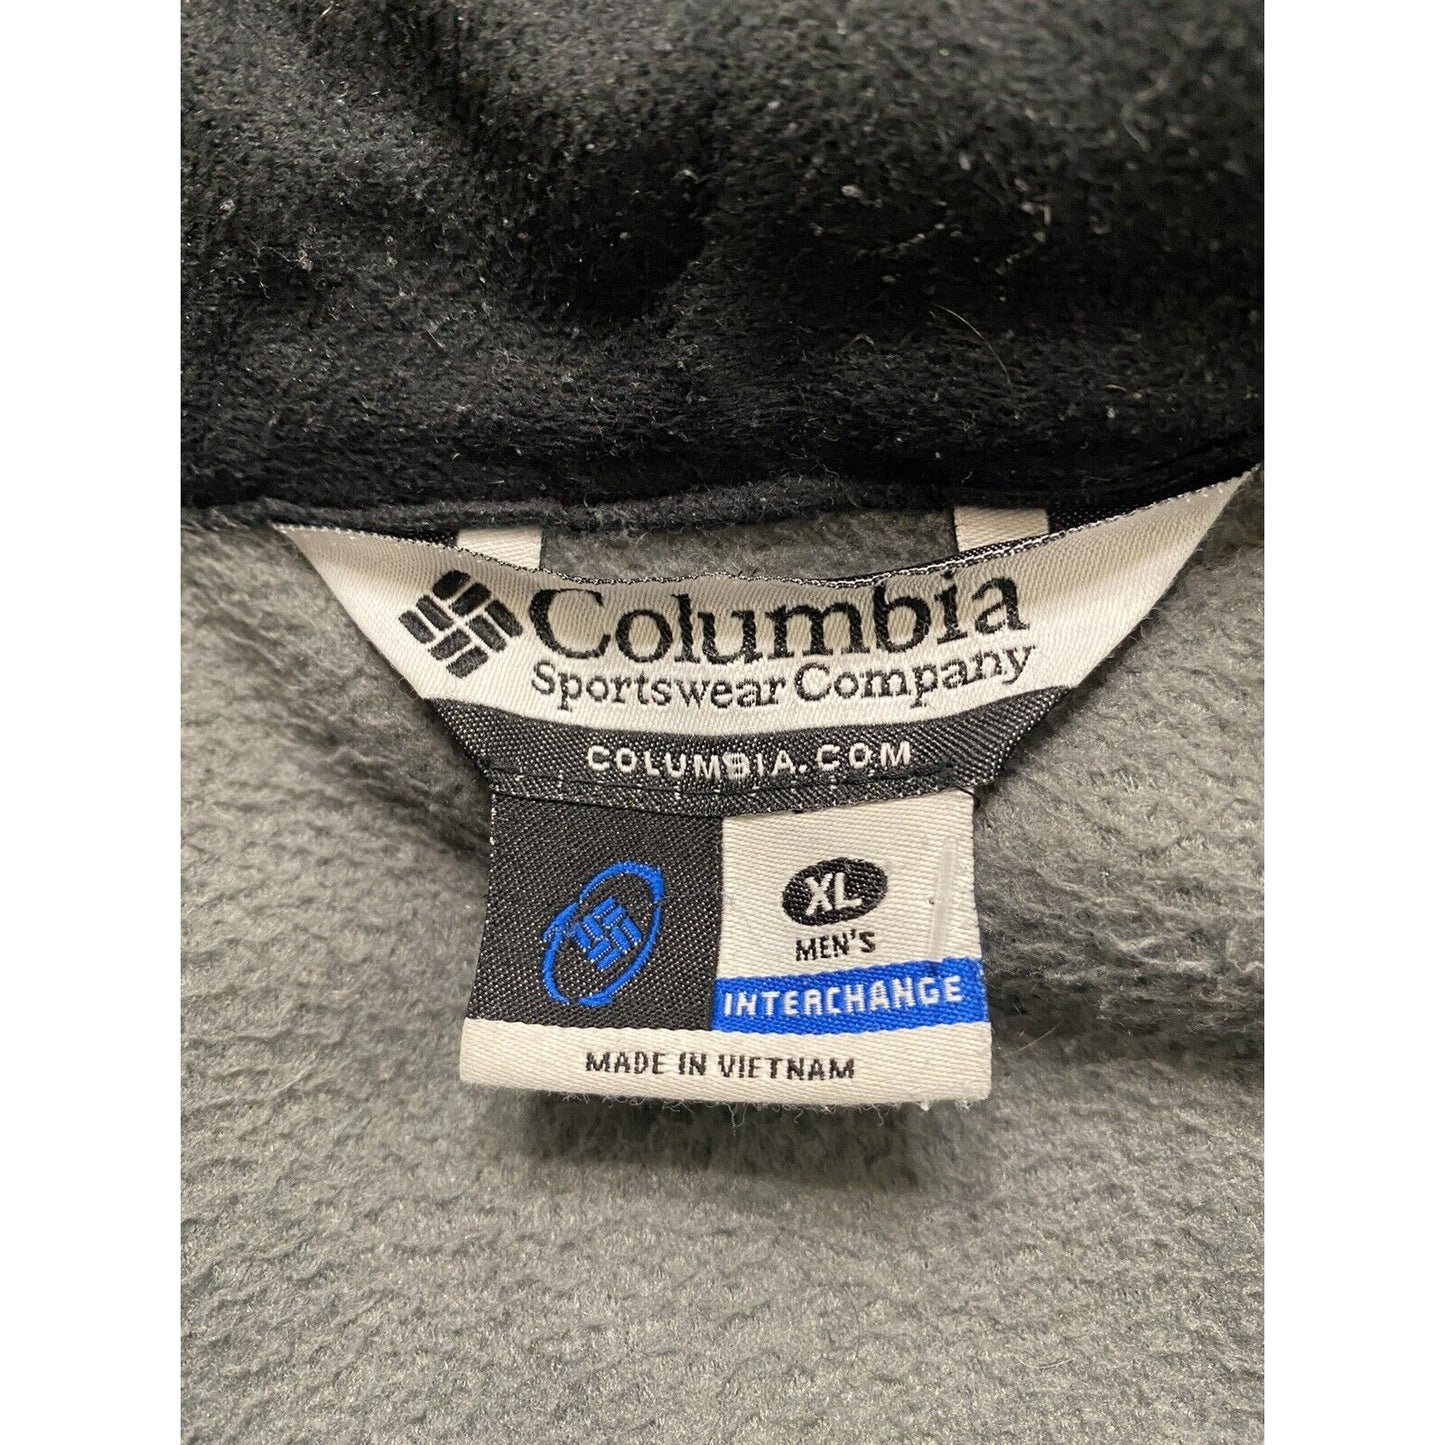 Columbia
Sportswear Company
COLUMBIA.COM
XL
MEN'S
INTERCHANGE
MADE IN VIETNAM